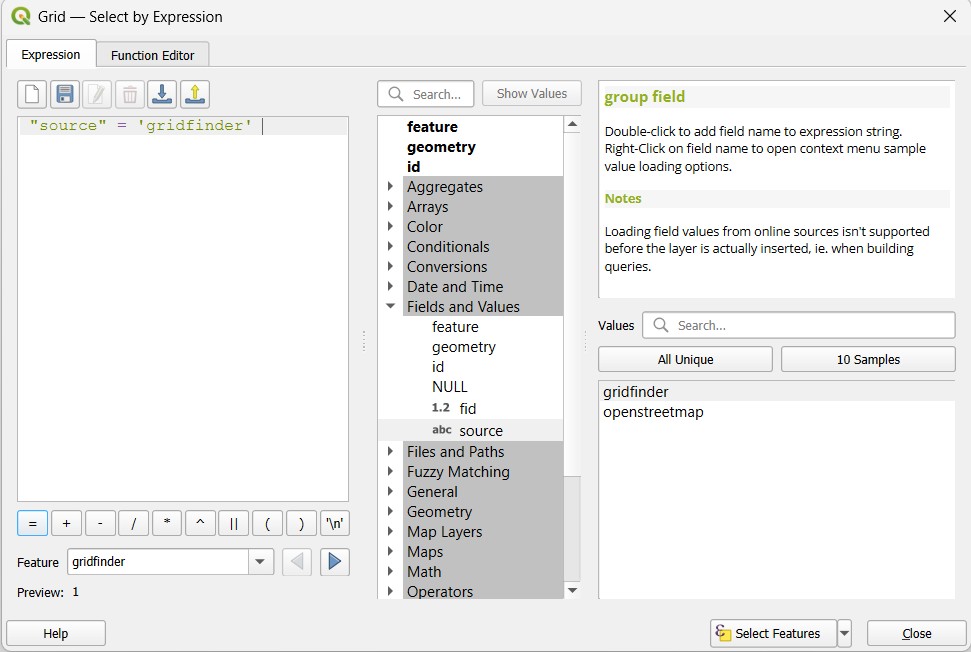 Grid — Select by Expression
Expression
Function Editor
"source" = 'gridfinder'
= + - / * ^ || ( ) '\n'
Feature gridfinder
Preview: 1
Search...
Show Values
feature
geometry
id
Aggregates
Arrays
Color
Conditionals
Conversions
Date and Time
Fields and Values
feature
geometry
id
NULL
1.2 fid
abc source
Files and Paths
Fuzzy Matching
General
Geometry
Map Layers
Maps
Math
Operators
group field
Double-click to add field name to expression string.
Right-Click on field name to open context menu sample
value loading options.
Notes
Loading field values from online sources isn't supported
before the layer is actually inserted, ie. when building
queries.
Values Search...
All Unique
10 Samples
gridfinder
openstreetmap
Help
Select Features
Close